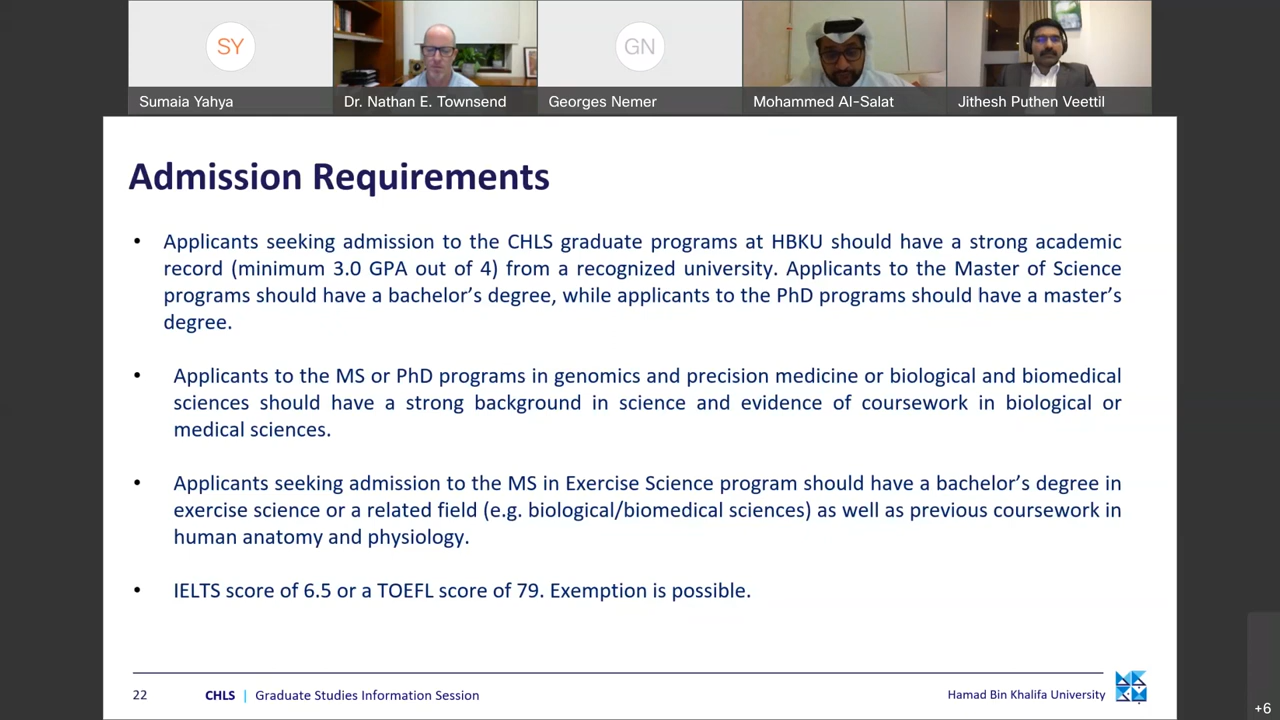 SY
GN
Sumaia Yahya
Dr. Nathan E. Townsend
Georges Nemer
Mohammed Al-Salat
Jithesh Puthen Veettil
Admission Requirements
• Applicants seeking admission to the CHLS graduate programs at HBKU should have a strong academic
record (minimum 3.0 GPA out of 4) from a recognized university. Applicants to the Master of Science
programs should have a bachelor’s degree, while applicants to the PhD programs should have a master’s
degree.
• Applicants to the MS or PhD programs in genomics and precision medicine or biological and biomedical
sciences should have a strong background in science and evidence of coursework in biological or
medical sciences.
• Applicants seeking admission to the MS in Exercise Science program should have a bachelor’s degree in
exercise science or a related field (e.g. biological/biomedical sciences) as well as previous coursework in
human anatomy and physiology.
• IELTS score of 6.5 or a TOEFL score of 79. Exemption is possible.
22
CHLS | Graduate Studies Information Session
Hamad Bin Khalifa University
+6